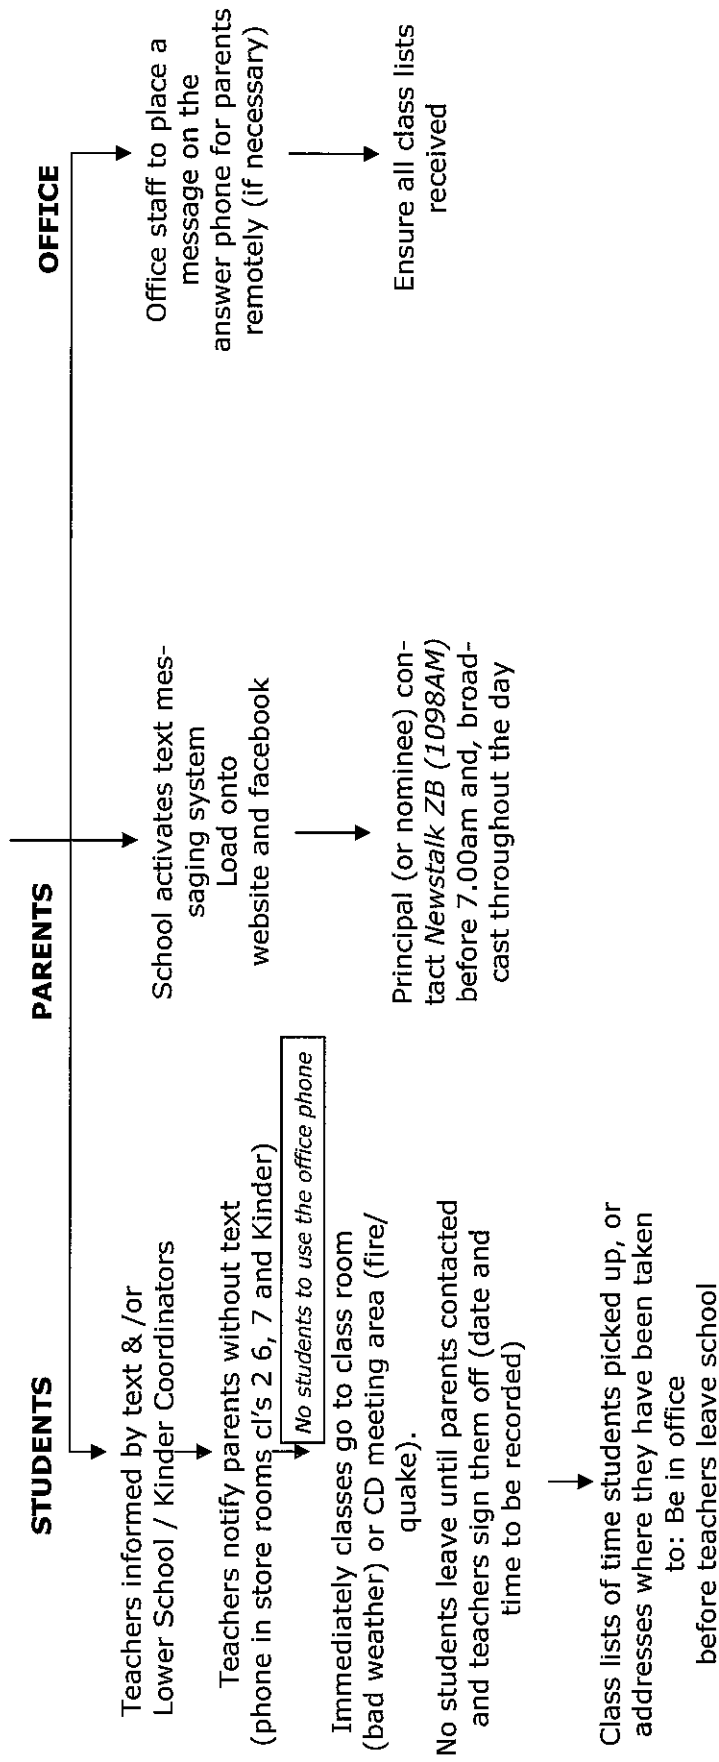 STUDENTS
PARENTS
OFFICE
Teachers informed by text & /or
Lower School / Kinder Coordinators
Teachers notify parents without text
(phone in store rooms cl's 2 6, 7 and Kinder)
No students to use the office phone
Immediately classes go to class room
(bad weather) or CD meeting area (fire/
quake).
No students leave until parents contacted
and teachers sign them off (date and
time to be recorded)
Class lists of time students picked up, or
addresses where they have been taken
to: Be in office
before teachers leave school
School activates text mes-
saging system
Load onto
website and facebook
Principal (or nominee) con-
tact Newstalk ZB (1098AM)
before 7.00am and, broad-
cast throughout the day
Office staff to place a
message on the
answer phone for parents
remotely (if necessary)
Ensure all class lists
received